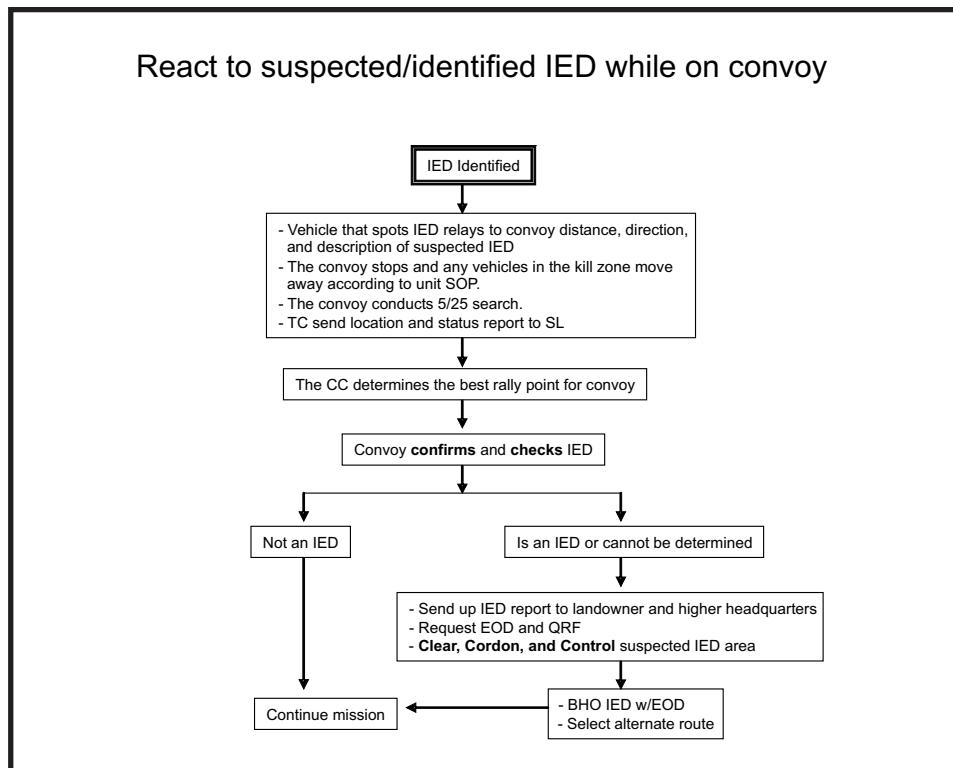 React to suspected/identified IED while on convoy
IED Identified
- Vehicle that spots IED relays to convoy distance, direction,
and description of suspected IED
- The convoy stops and any vehicles in the kill zone move
away according to unit SOP.
- The convoy conducts 5/25 search.
- TC send location and status report to SL
The CC determines the best rally point for convoy
Convoy confirms and checks IED
Not an IED
Is an IED or cannot be determined
- Send up IED report to landowner and higher headquarters
- Request EOD and QRF
- Clear, Cordon, and Control suspected IED area
- BHO IED w/EOD
- Select alternate route
Continue mission